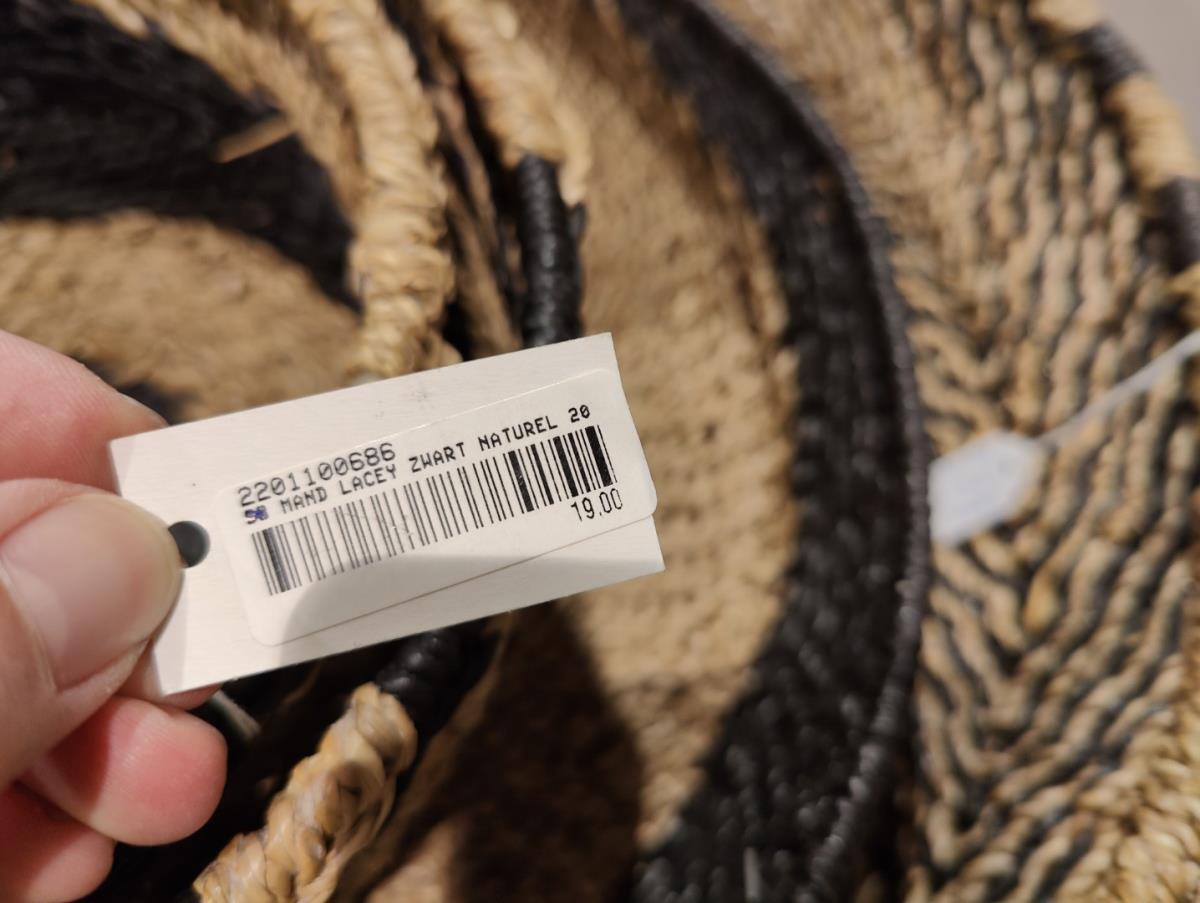 2201100686
MAND LACEY ZWART NATUREL 20
19.00